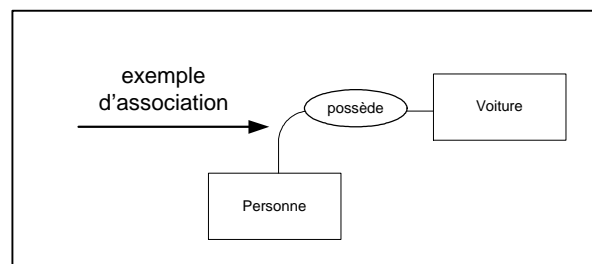 exemple
d'association
possède
Voiture
Personne